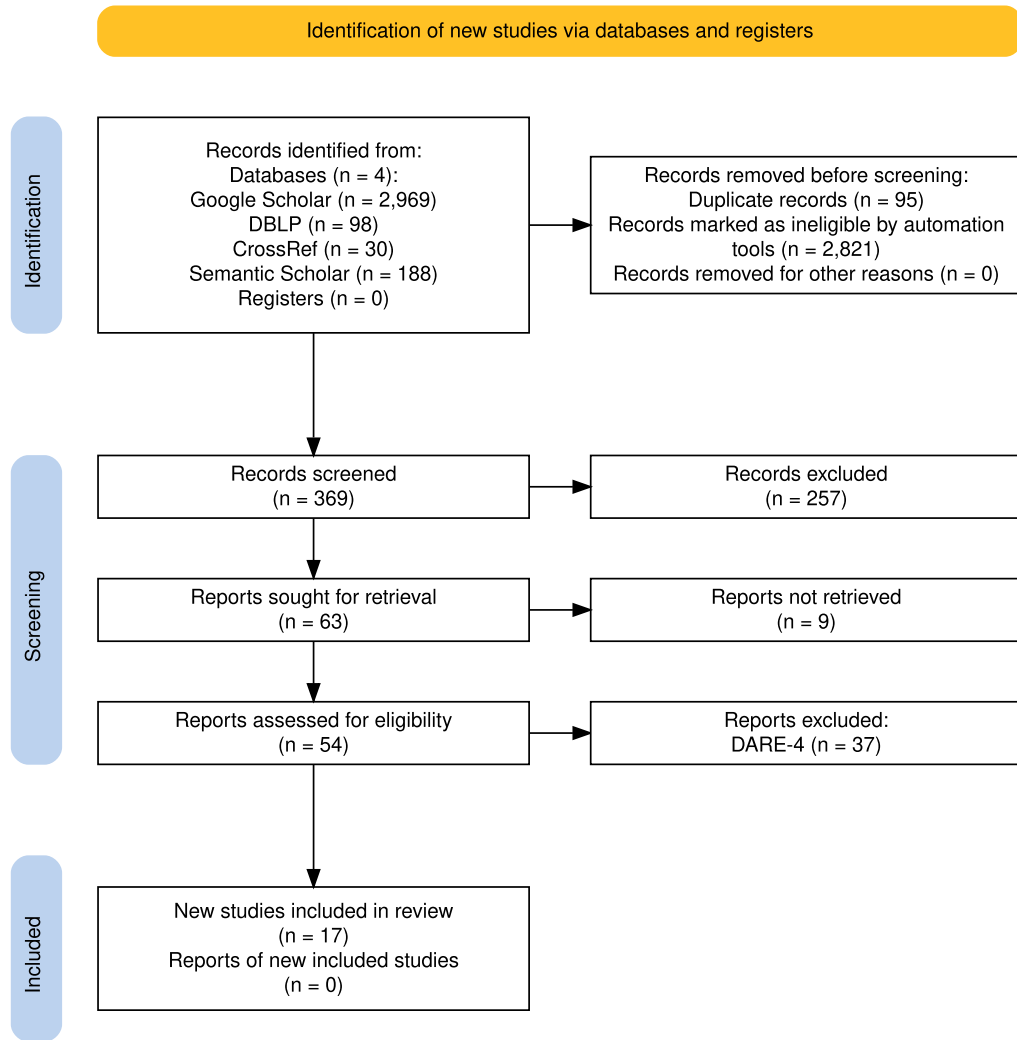 Identification of new studies via databases and registers
Identification
Records identified from:
Databases (n = 4):
Google Scholar (n = 2,969)
DBLP (n = 98)
CrossRef (n = 30)
Semantic Scholar (n = 188)
Registers (n = 0)
Records removed before screening:
Duplicate records (n = 95)
Records marked as ineligible by automation
tools (n = 2,821)
Records removed for other reasons (n = 0)
Screening
Records screened
(n = 369)
Records excluded
(n = 257)
Reports sought for retrieval
(n = 63)
Reports not retrieved
(n = 9)
Reports assessed for eligibility
(n = 54)
Reports excluded:
DARE-4 (n = 37)
Included
New studies included in review
(n = 17)
Reports of new included studies
(n = 0)